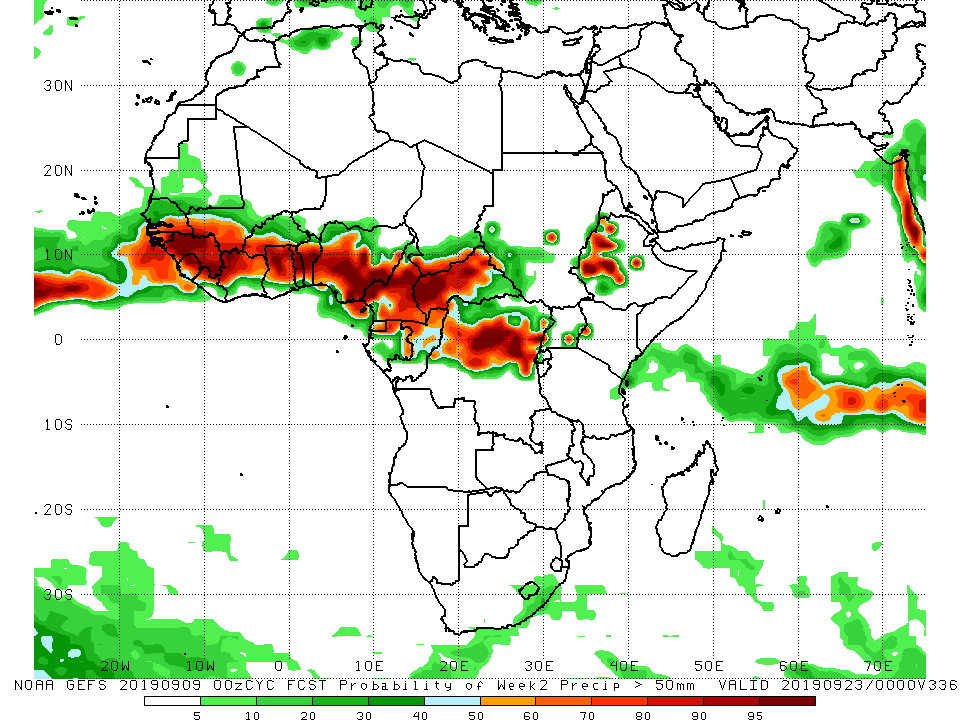 30N
20N
10N
0
10S
20S
30S
20W 10W 0 10E 20E 30E 40E 50E 60E 70E
NOAA GEFS 20190909 00zCYC FCST Probability of Week2 Precip > 50mm VALID 20190923/0000V336
5 10 20 30 40 50 60 70 80 90 95